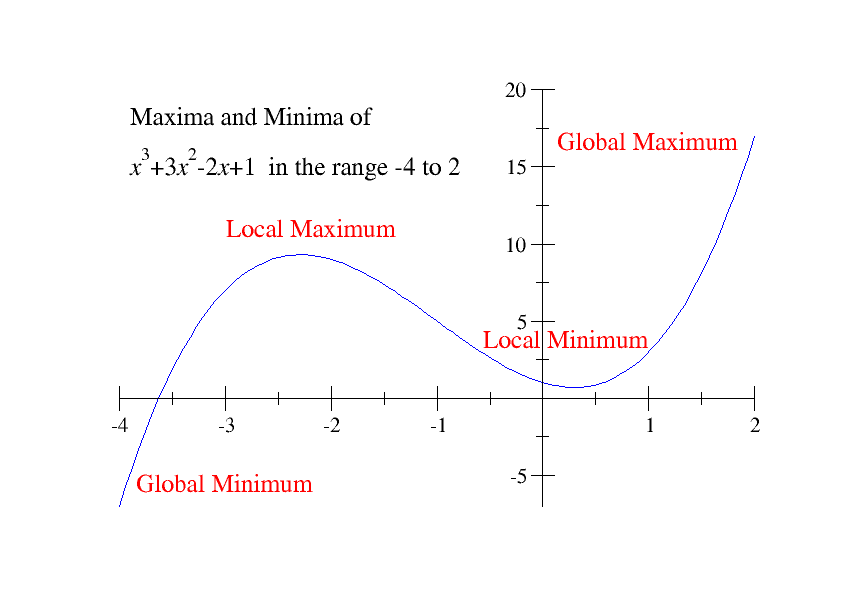 20
Maxima and Minima of
Global Maximum
x³+3x²-2x+1 in the range -4 to 2
15
Local Maximum
10
5
Local Minimum
-4 -3 -2 -1 1 2
-5
Global Minimum